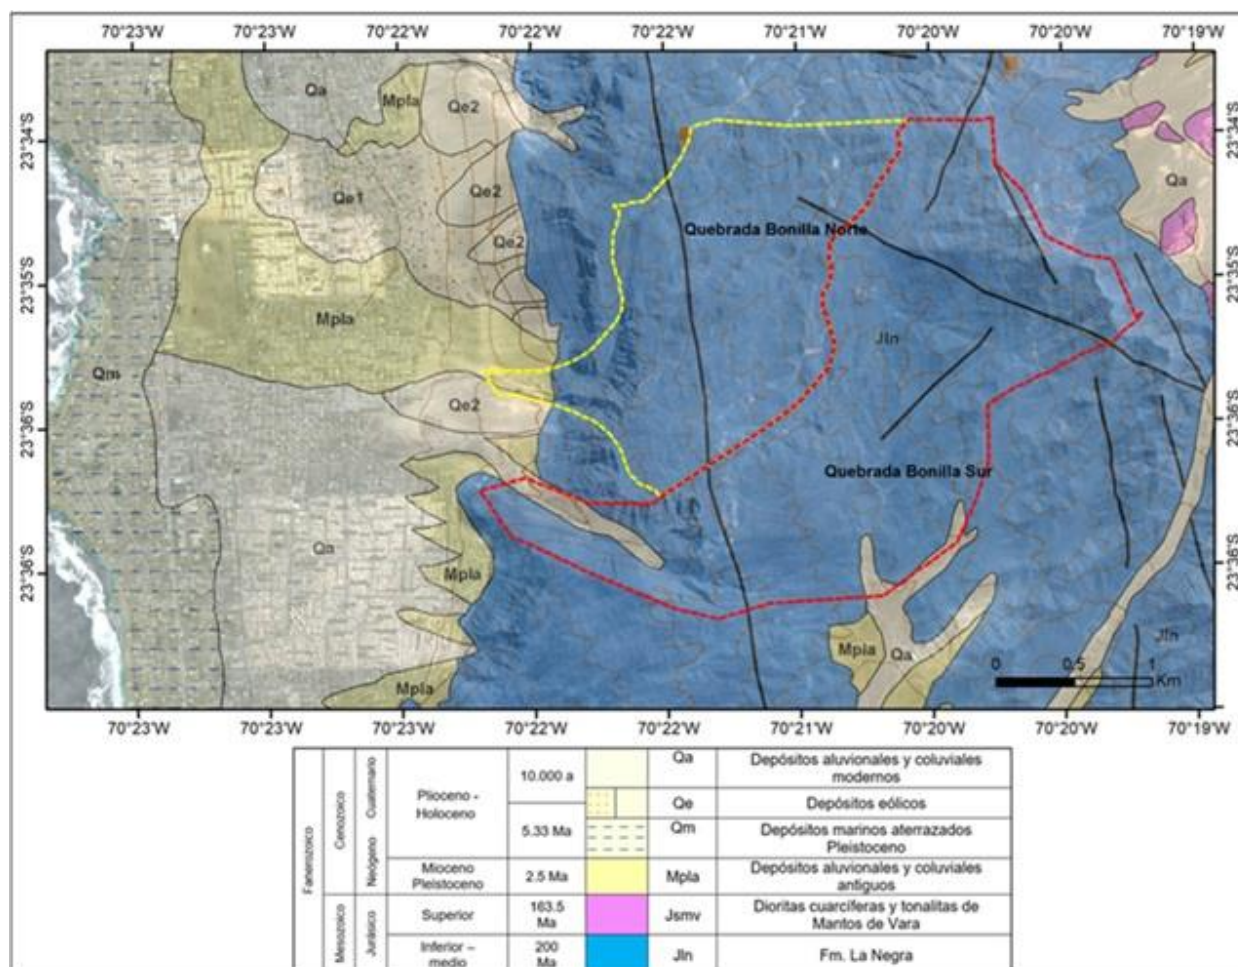 70°23'W 70°23'W 70°22'W 70°22'W 70°22'W 70°21'W 70°20'W 70°20'W 70°19'W
Qa
Mpla
Qe2
23°34'S
23°34'S
Qe1
Qe2
Qa
Quebrada Bonilla Norte
Qe2
23°35'S
23°35'S
Mpla
Jln
Qm
Qe2
23°36'S
23°36'S
Quebrada Bonilla Sur
Qa
Mpla
23°36'S
23°36'S
Mpla
Qa
Jln
Mpla
0 0,5 1
Km
70°23'W 70°23'W 70°22'W 70°22'W 70°22'W 70°21'W 70°20'W 70°20'W 70°19'W
Fanerozoico
Cenozoico
Cuaternario
Neógeno
Plioceno -
Holoceno
10.000 a
Qa
Depósitos aluvionales y coluviales
modernos
Qe
Depósitos eólicos
5.33 Ma
Qm
Depósitos marinos aterrazados
Pleistoceno
Mioceno
Pleistoceno
2.5 Ma
Mpla
Depósitos aluvionales y coluviales
antiguos
Mesozoico
Jurásico
Superior
163.5
Ma
Jsmv
Dioritas cuarcíferas y tonalitas de
Mantos de Vara
Inferior –
medio
200
Ma
Jln
Fm. La Negra